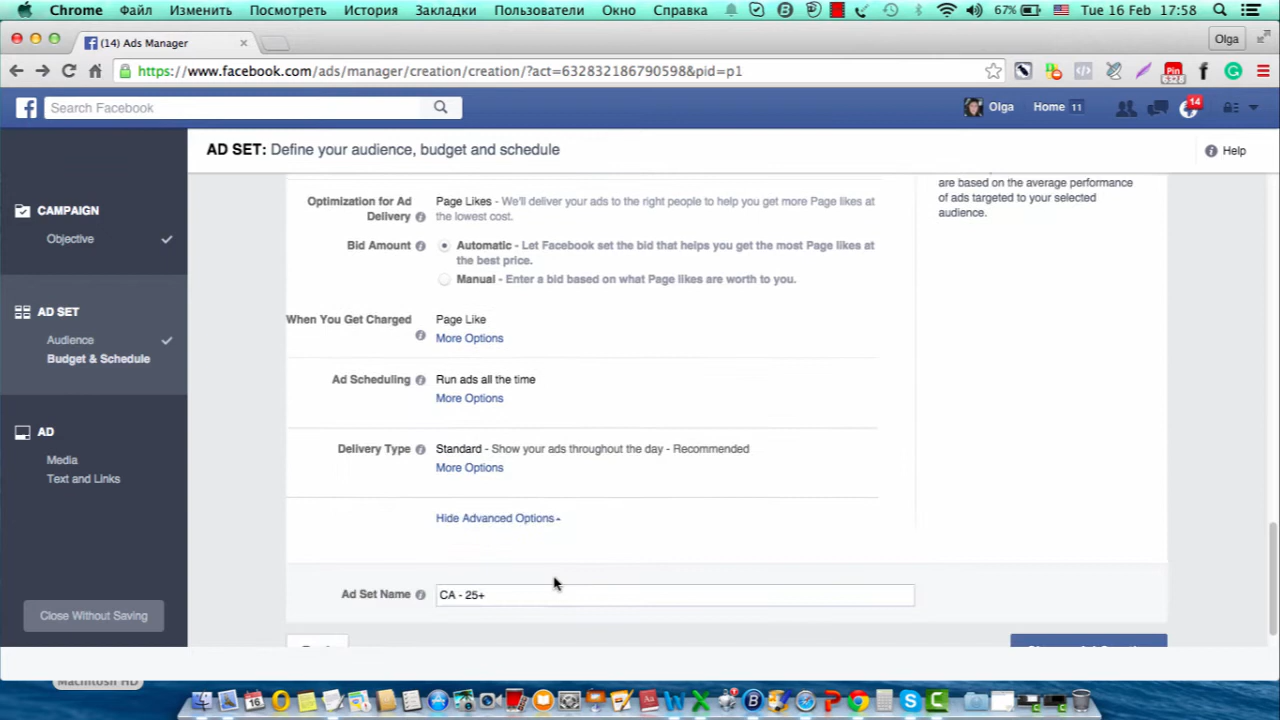 Chrome Файл Изменить Посмотреть История Закладки Пользователи Окно Справка 67% Tue 16 Feb 17:58
(14) Ads Manager Olga
https://www.facebook.com/ads/manager/creation/creation/?act=632832186790598&pid=p1
Search Facebook Olga Home 11 14
AD SET: Define your audience, budget and schedule Help
CAMPAIGN
Objective
AD SET
Audience
Budget & Schedule
AD
Media
Text and Links
Close Without Saving
are based on the average performance
of ads targeted to your selected
audience.
Optimization for Ad Page Likes - We'll deliver your ads to the right people to help you get more Page likes at
Delivery the lowest cost.
Bid Amount Automatic - Let Facebook set the bid that helps you get the most Page likes at
the best price.
Manual - Enter a bid based on what Page likes are worth to you.
When You Get Charged Page Like
More Options
Ad Scheduling Run ads all the time
More Options
Delivery Type Standard - Show your ads throughout the day - Recommended
More Options
Hide Advanced Options
Ad Set Name CA - 25+
Macintosh HD